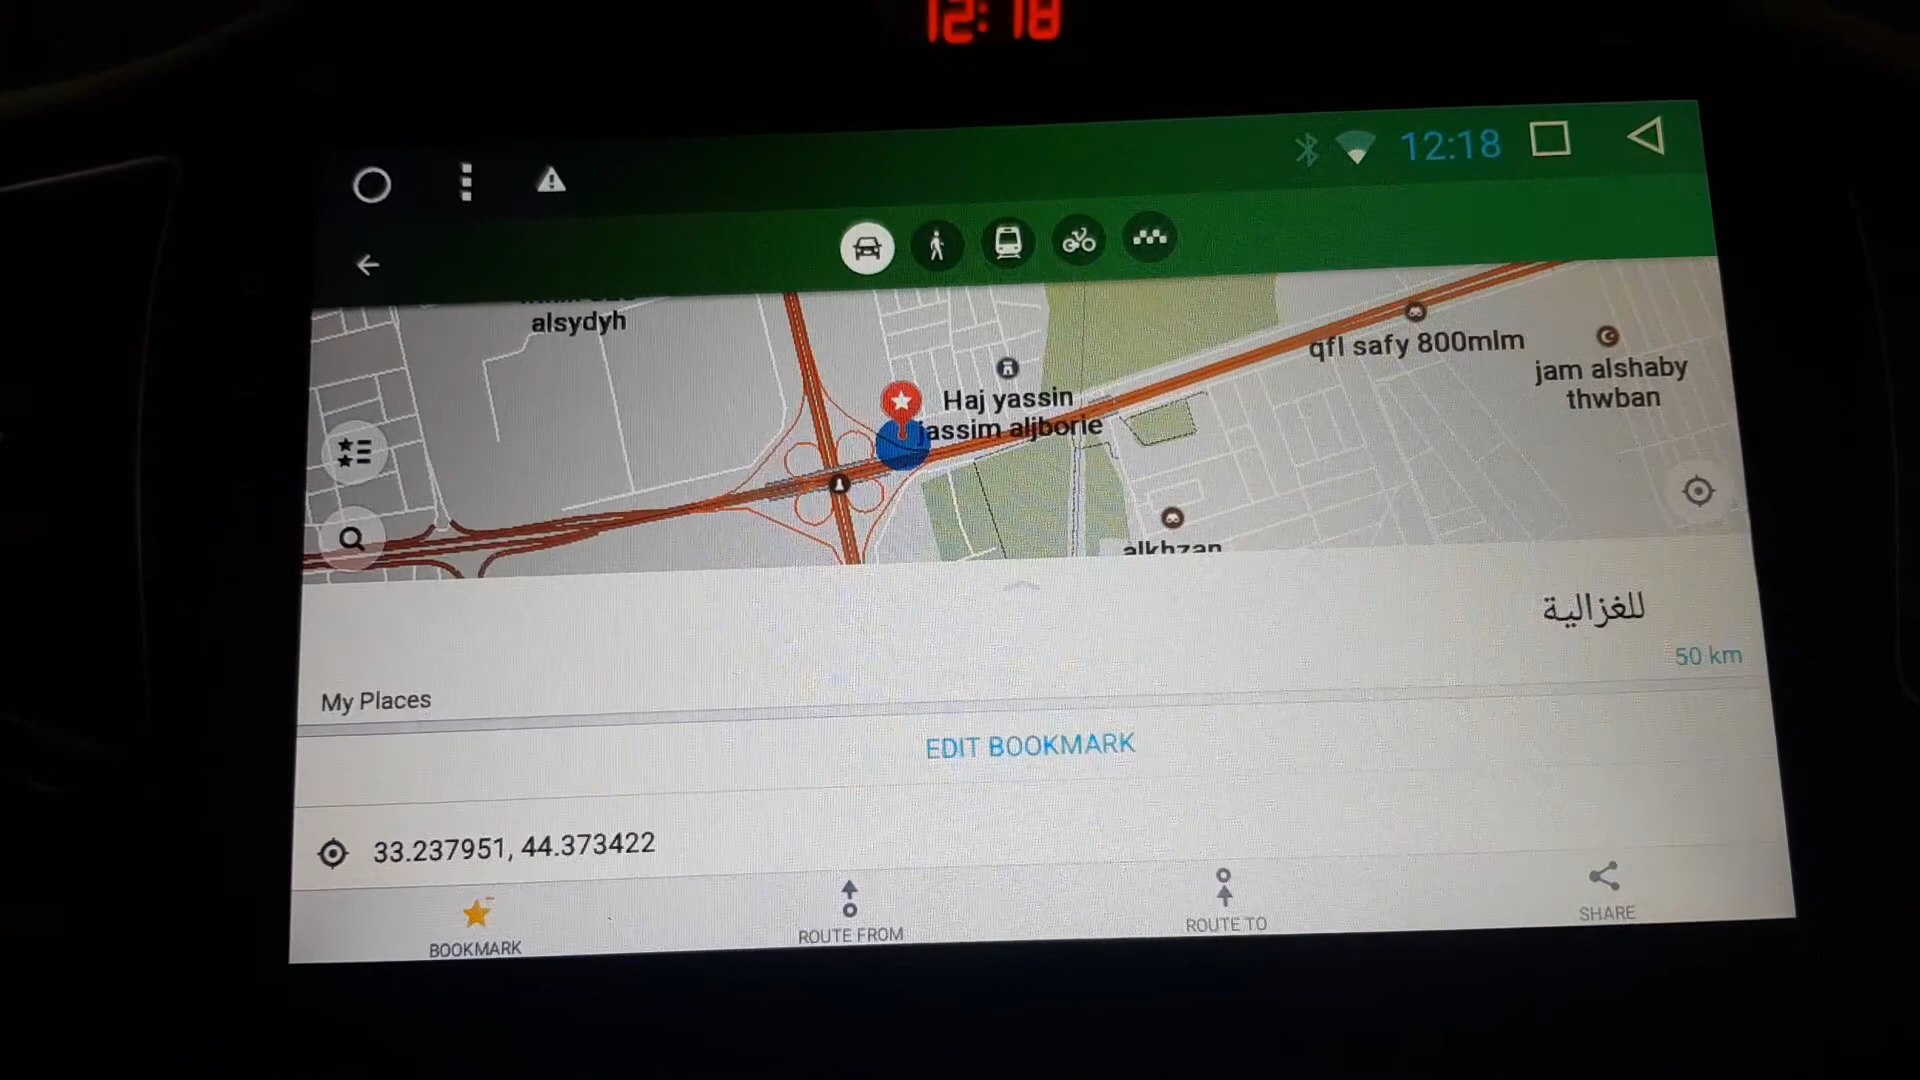 12:18
12:18
alsydyh
qfl safy 800mlm
jam alshaby
thwban
Haj yassin
jassim aljborie
alkhzan
للغزالية
50 km
My Places
EDIT BOOKMARK
33.237951, 44.373422
BOOKMARK
ROUTE FROM
ROUTE TO
SHARE